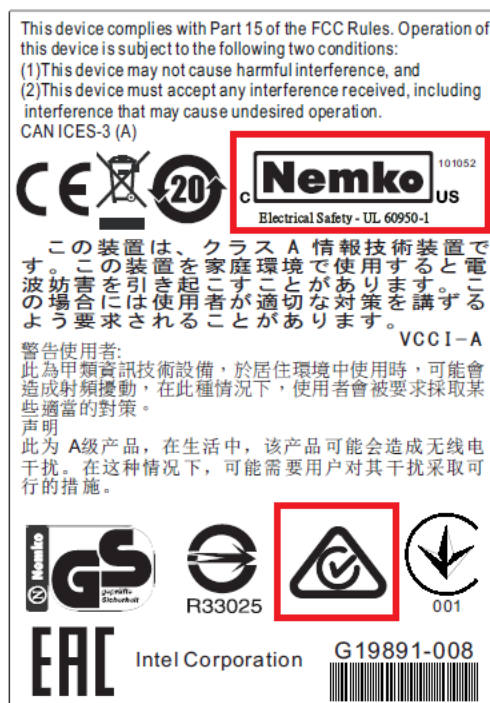 This device complies with Part 15 of the FCC Rules. Operation of
this device is subject to the following two conditions:
(1)This device may not cause harmful interference, and
(2)This device must accept any interference received, including
interference that may cause undesired operation.
CAN ICES-3 (A)
CE
20
C Nemko US
101052
Electrical Safety - UL 60950-1
この装置は、クラス A 情報技術装置で
す。この装置を家庭環境で使用すると電
波妨害を引き起こすことがあります。こ
の場合には使用者が適切な対策を講ずる
よう要求されることがあります。
VCCI-A
警告使用者:
此為甲類資訊技術設備，於居住環境中使用時，可能會
造成射頻擾動，在此種情況下，使用者會被要求採取某
些適當的對策。
声明
此为 A级产品，在生活中，该产品可能会造成无线电
干扰。在这种情况下，可能需要用户对其干扰采取可
行的措施。
N Nemko
GS
geprüfte
Sicherheit
R33025
001
EAC
Intel Corporation
G19891-008